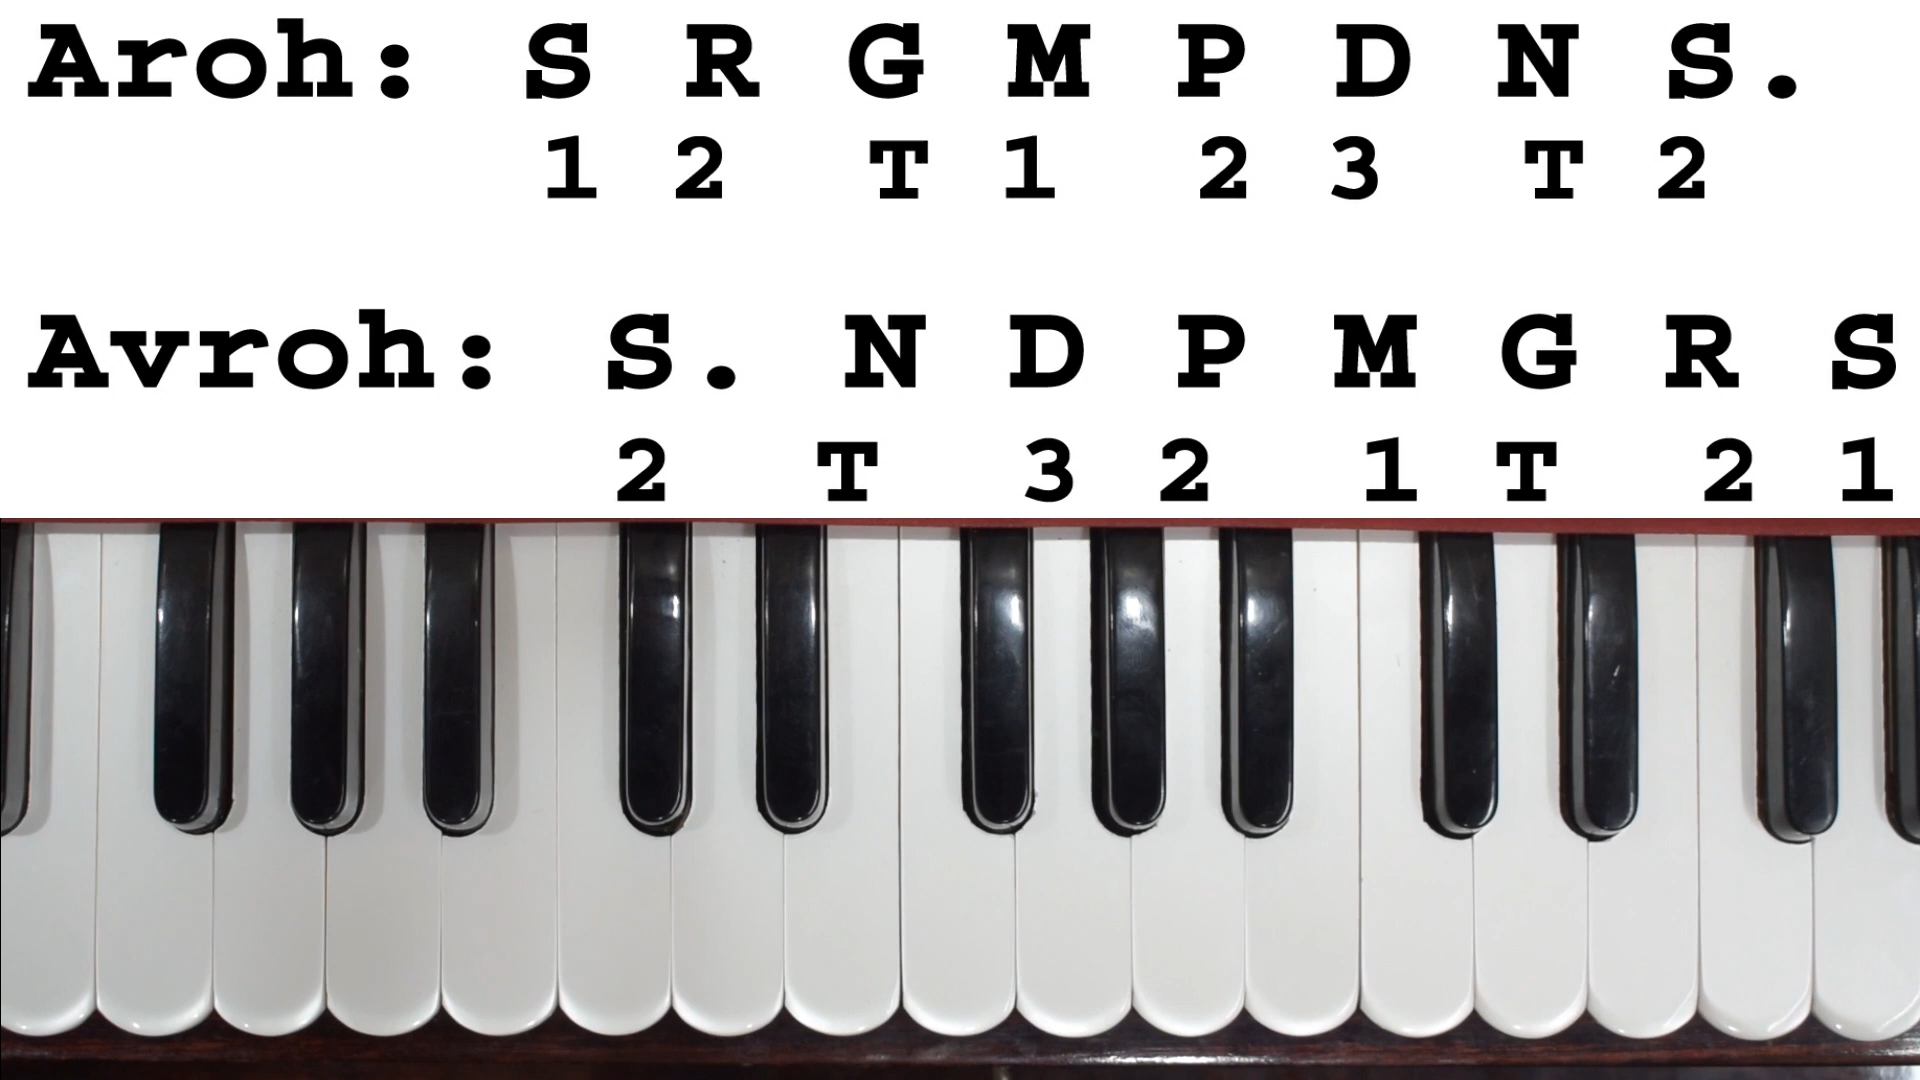 Aroh: S R G M P D N S.
1 2 T 1 2 3 T 2
Avroh: S. N D P M G R S
2 T 3 2 1 T 2 1